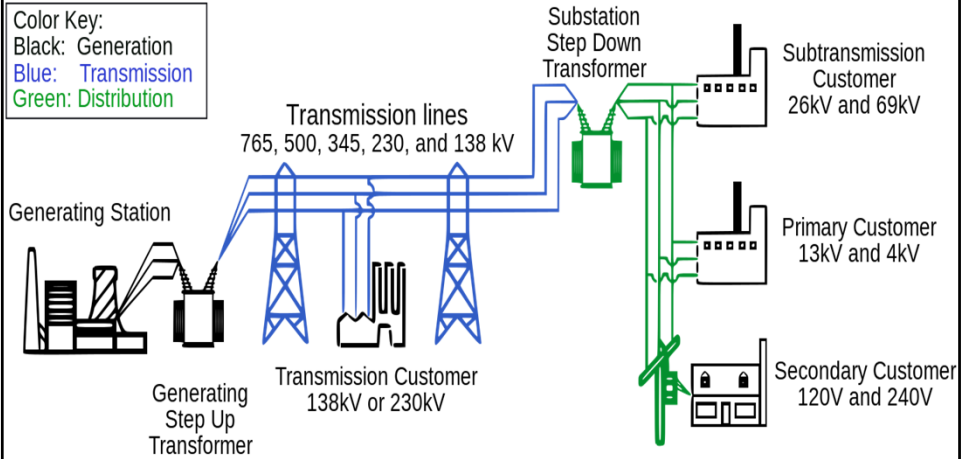 Color Key:
Black: Generation
Blue: Transmission
Green: Distribution
Substation
Step Down
Transformer
Subtransmission
Customer
26kV and 69kV
Transmission lines
765, 500, 345, 230, and 138 kV
Generating Station
Primary Customer
13kV and 4kV
Transmission Customer
138kV or 230kV
Secondary Customer
120V and 240V
Generating
Step Up
Transformer